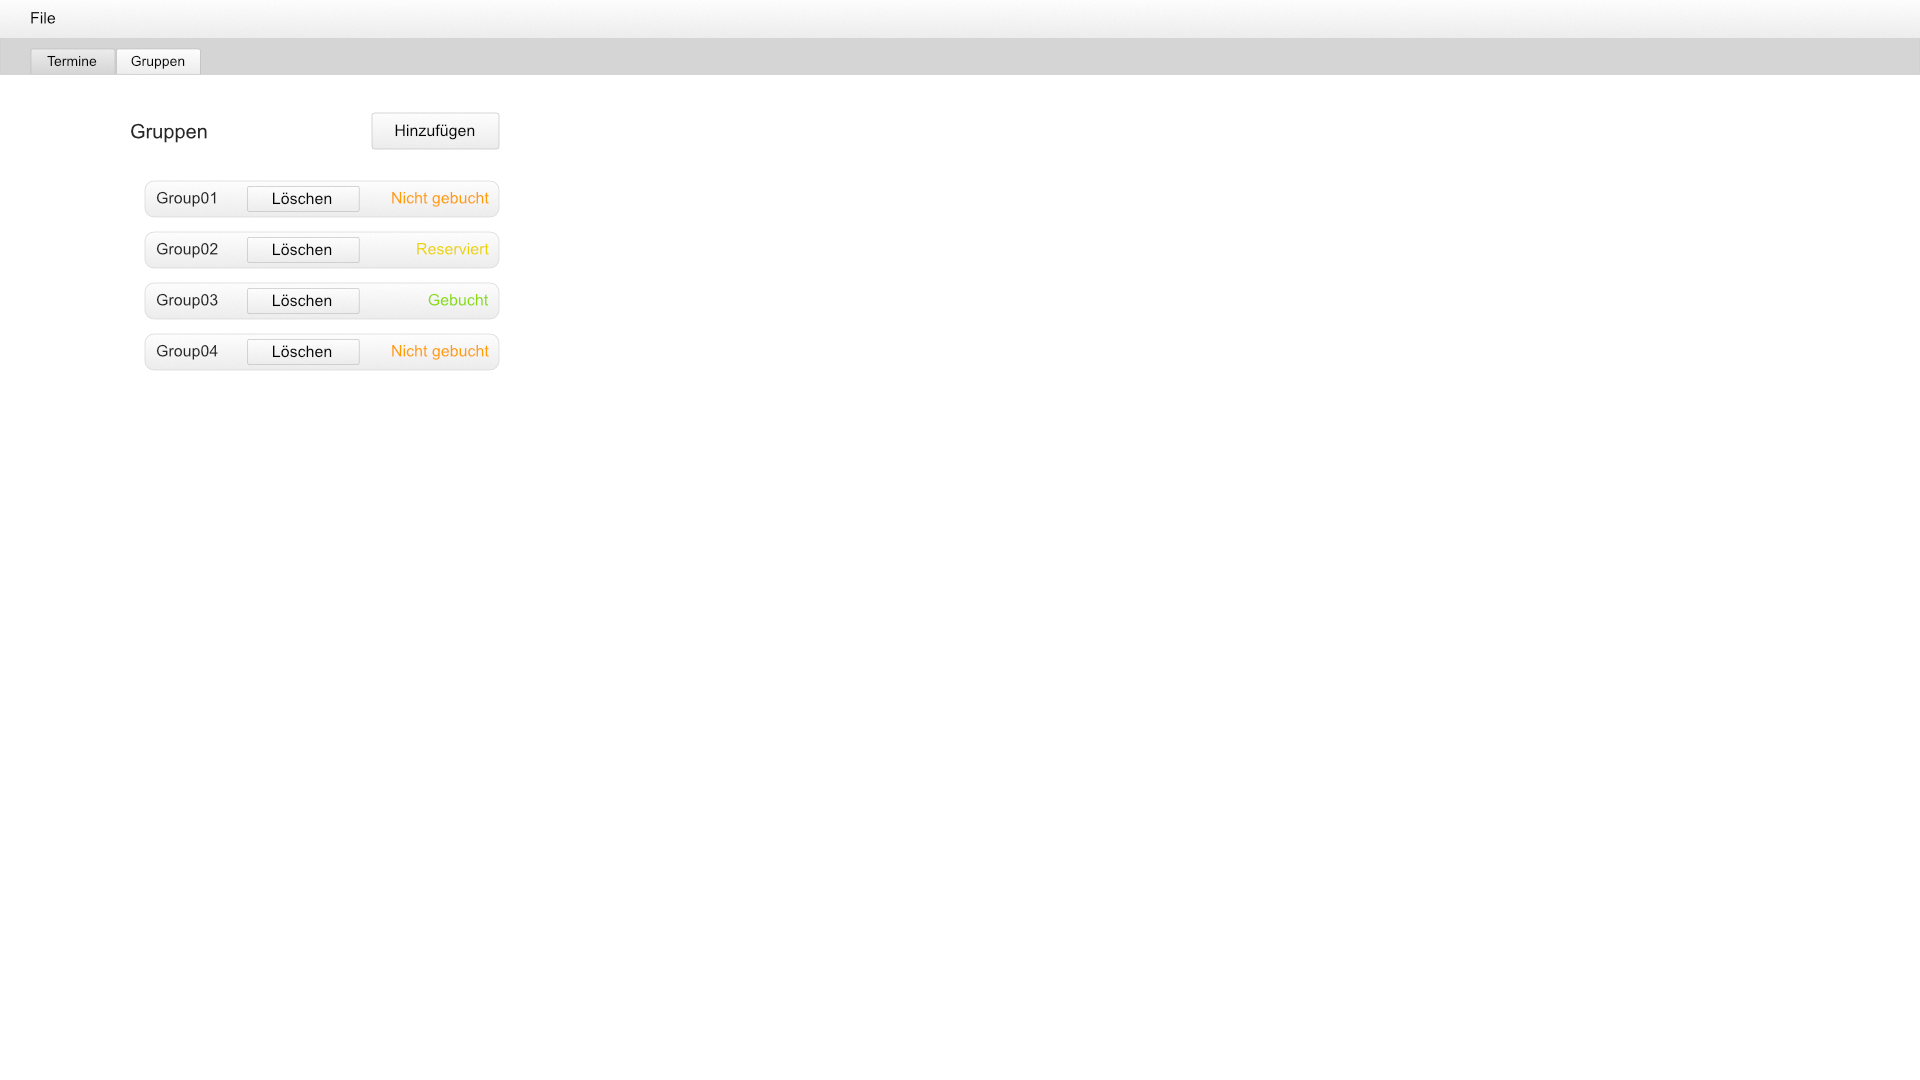 File
Termine Gruppen
Gruppen Hinzufügen
Group01 Löschen Nicht gebucht
Group02 Löschen Reserviert
Group03 Löschen Gebucht
Group04 Löschen Nicht gebucht